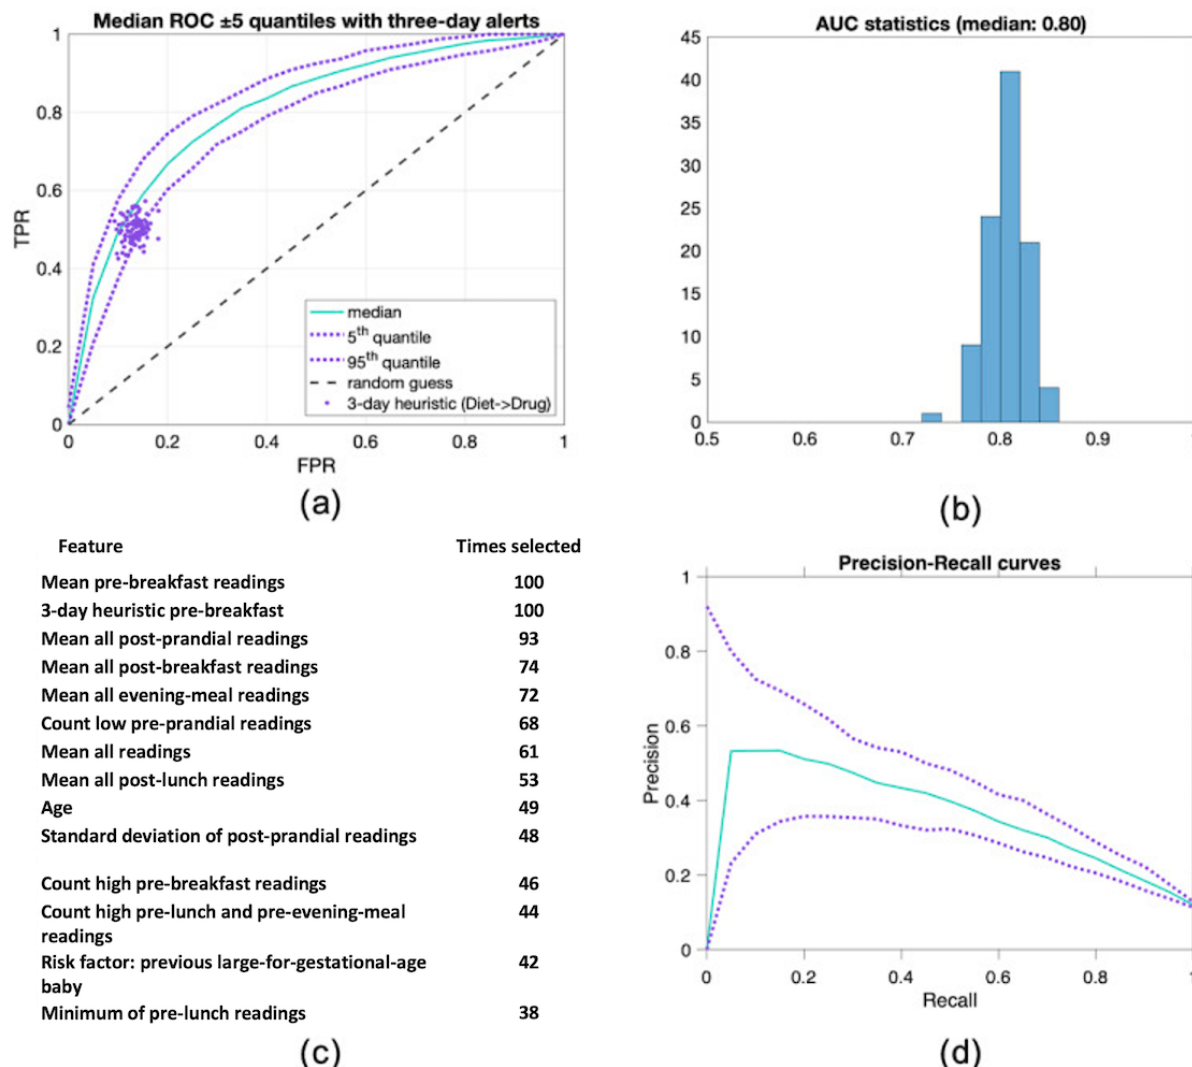 Median ROC ±5 quantiles with three-day alerts
1
0.8
0.6
0.4
0.2
0
TPR
0
0.2
0.4
0.6
0.8
1
FPR
median
5th quantile
95th quantile
random guess
3-day heuristic (Diet->Drug)
(a)
AUC statistics (median: 0.80)
45
40
35
30
25
20
15
10
5
0
0.5
0.6
0.7
0.8
0.9
(b)
Feature Times selected
Mean pre-breakfast readings 100
3-day heuristic pre-breakfast 100
Mean all post-prandial readings 93
Mean all post-breakfast readings 74
Mean all evening-meal readings 72
Count low pre-prandial readings 68
Mean all readings 61
Mean all post-lunch readings 53
Age 49
Standard deviation of post-prandial readings 48
Count high pre-breakfast readings 46
Count high pre-lunch and pre-evening-meal 44
readings
Risk factor: previous large-for-gestational-age 42
baby
Minimum of pre-lunch readings 38
(c)
Precision-Recall curves
1
0.8
0.6
0.4
0.2
0
Precision
0
0.2
0.4
0.6
0.8
Recall
(d)